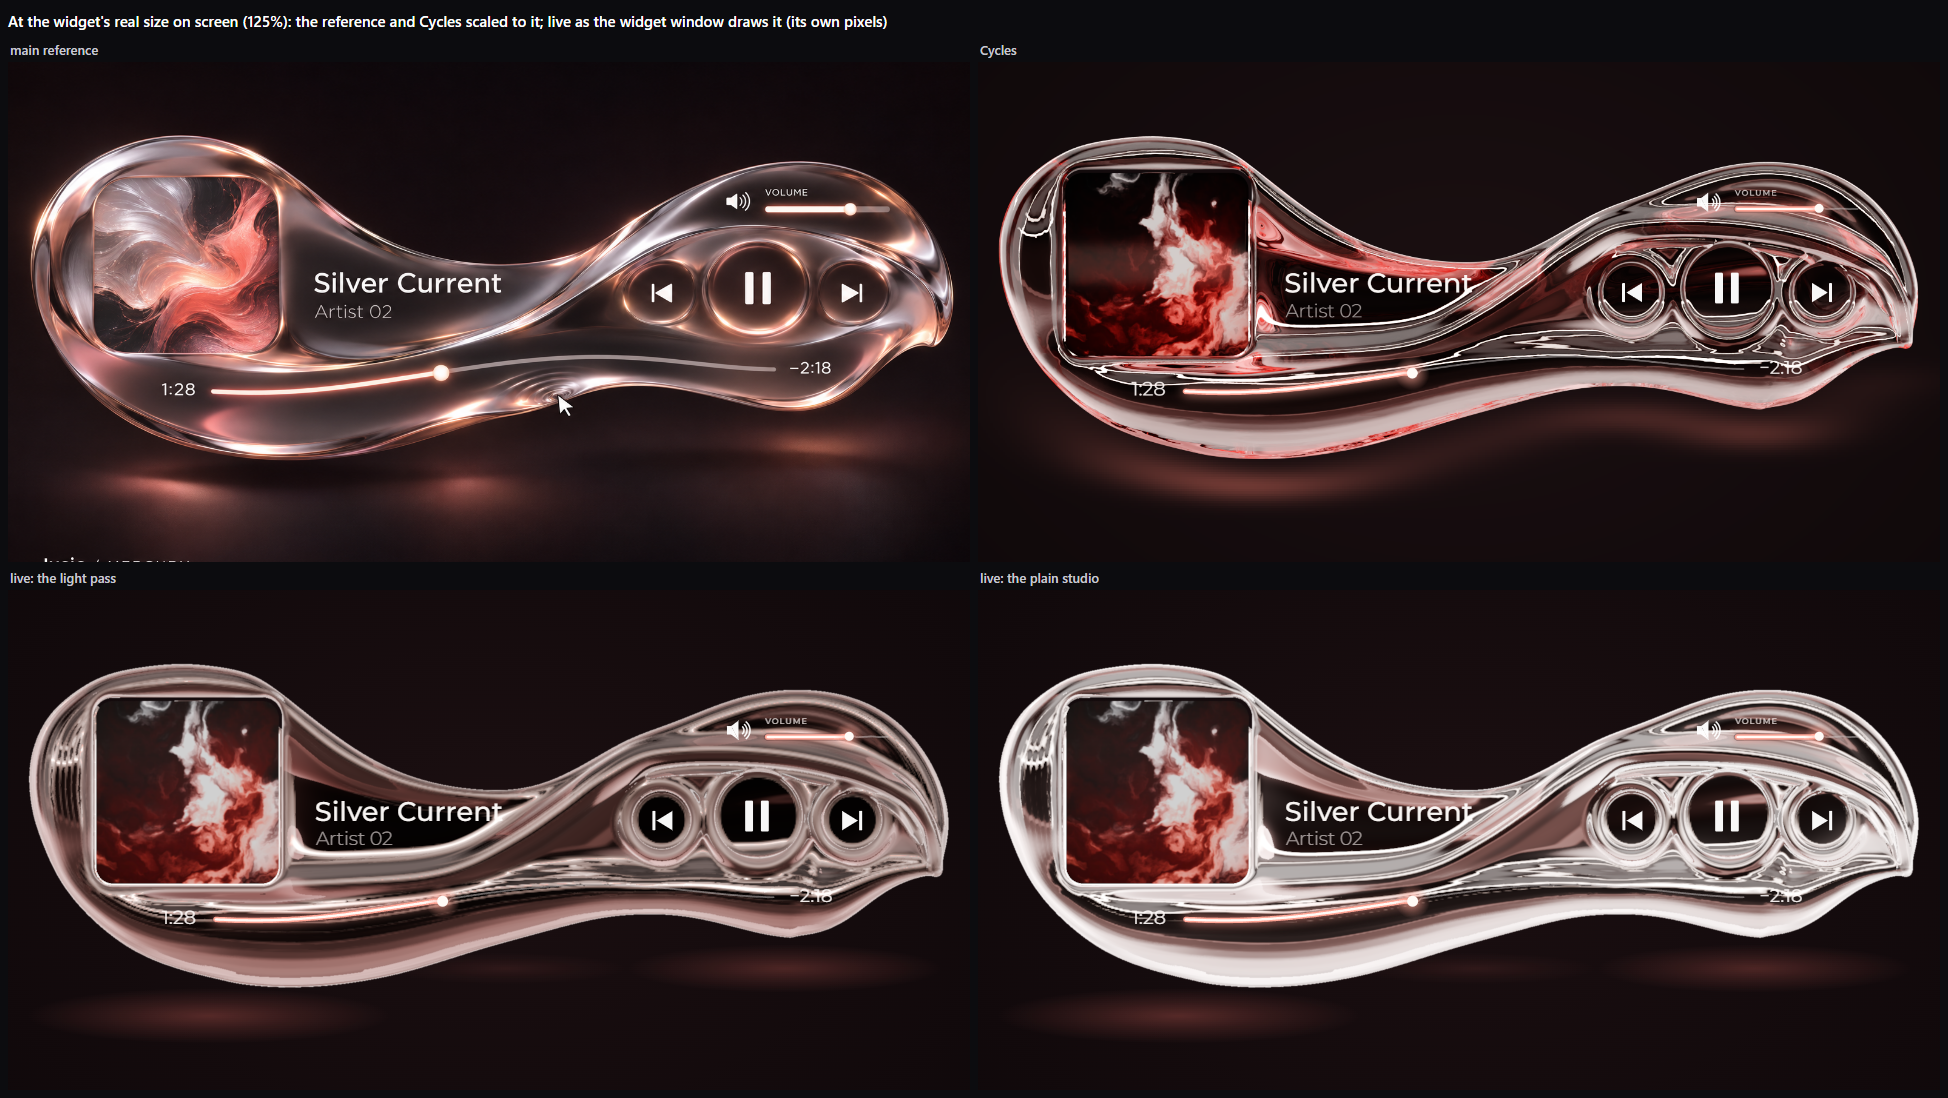 At the widget's real size on screen (125%): the reference and Cycles scaled to it; live as the widget window draws it (its own pixels)
main reference
Cycles
VOLUME
Silver Current
Artist 02
1:28
−2:18
VOLUME
Silver Current
Artist 02
1:28
−2:18
live: the light pass
live: the plain studio
VOLUME
Silver Current
Artist 02
1:28
−2:18
VOLUME
Silver Current
Artist 02
1:28
−2:18